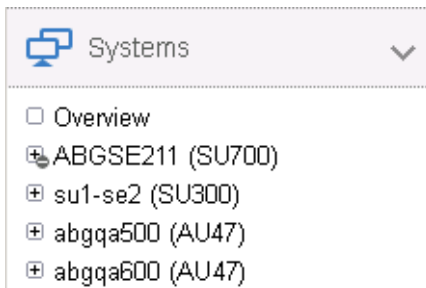 Systems
Overview
ABGSE211 (SU700)
su1-se2 (SU300)
abgqa500 (AU47)
abgqa600 (AU47)